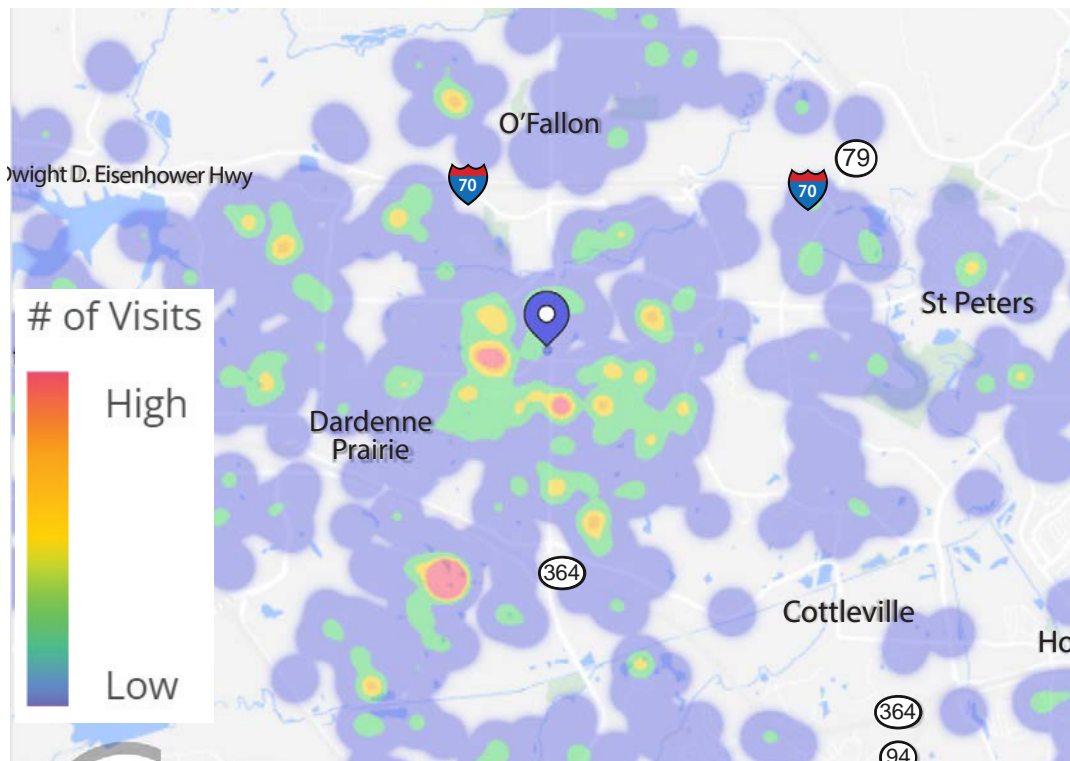 O'Fallon
79
Dwight D. Eisenhower Hwy
70
70
St Peters
# of Visits
High
Low
Dardenne
Prairie
364
Cottleville
Ho
364
94